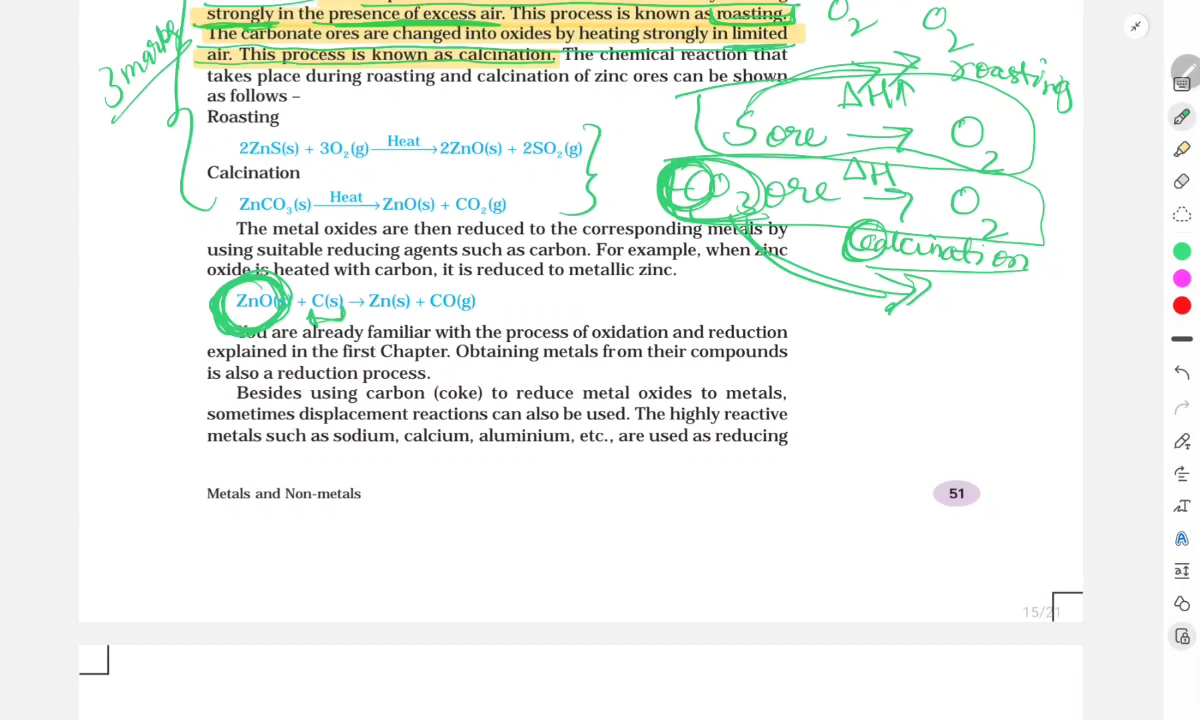 strongly in the presence of excess air. This process is known as roasting.
The carbonate ores are changed into oxides by heating strongly in limited
air. This process is known as calcination. The chemical reaction that
takes place during roasting and calcination of zinc ores can be shown
as follows –
Roasting
2ZnS(s) + 3O₂(g) Heat→ 2ZnO(s) + 2SO₂(g)
Calcination
ZnCO₃(s) Heat→ ZnO(s) + CO₂(g)
The metal oxides are then reduced to the corresponding metals by
using suitable reducing agents such as carbon. For example, when zinc
oxide is heated with carbon, it is reduced to metallic zinc.
ZnO(s) + C(s) → Zn(s) + CO(g)
You are already familiar with the process of oxidation and reduction
explained in the first Chapter. Obtaining metals from their compounds
is also a reduction process.
Besides using carbon (coke) to reduce metal oxides to metals,
sometimes displacement reactions can also be used. The highly reactive
metals such as sodium, calcium, aluminium, etc., are used as reducing
Metals and Non-metals
51
15/21
3 marks
O₂ O₂
roasting
ΔH↑
S ore → O₂
ΔH
CO₃ ore → O₂
Calcination